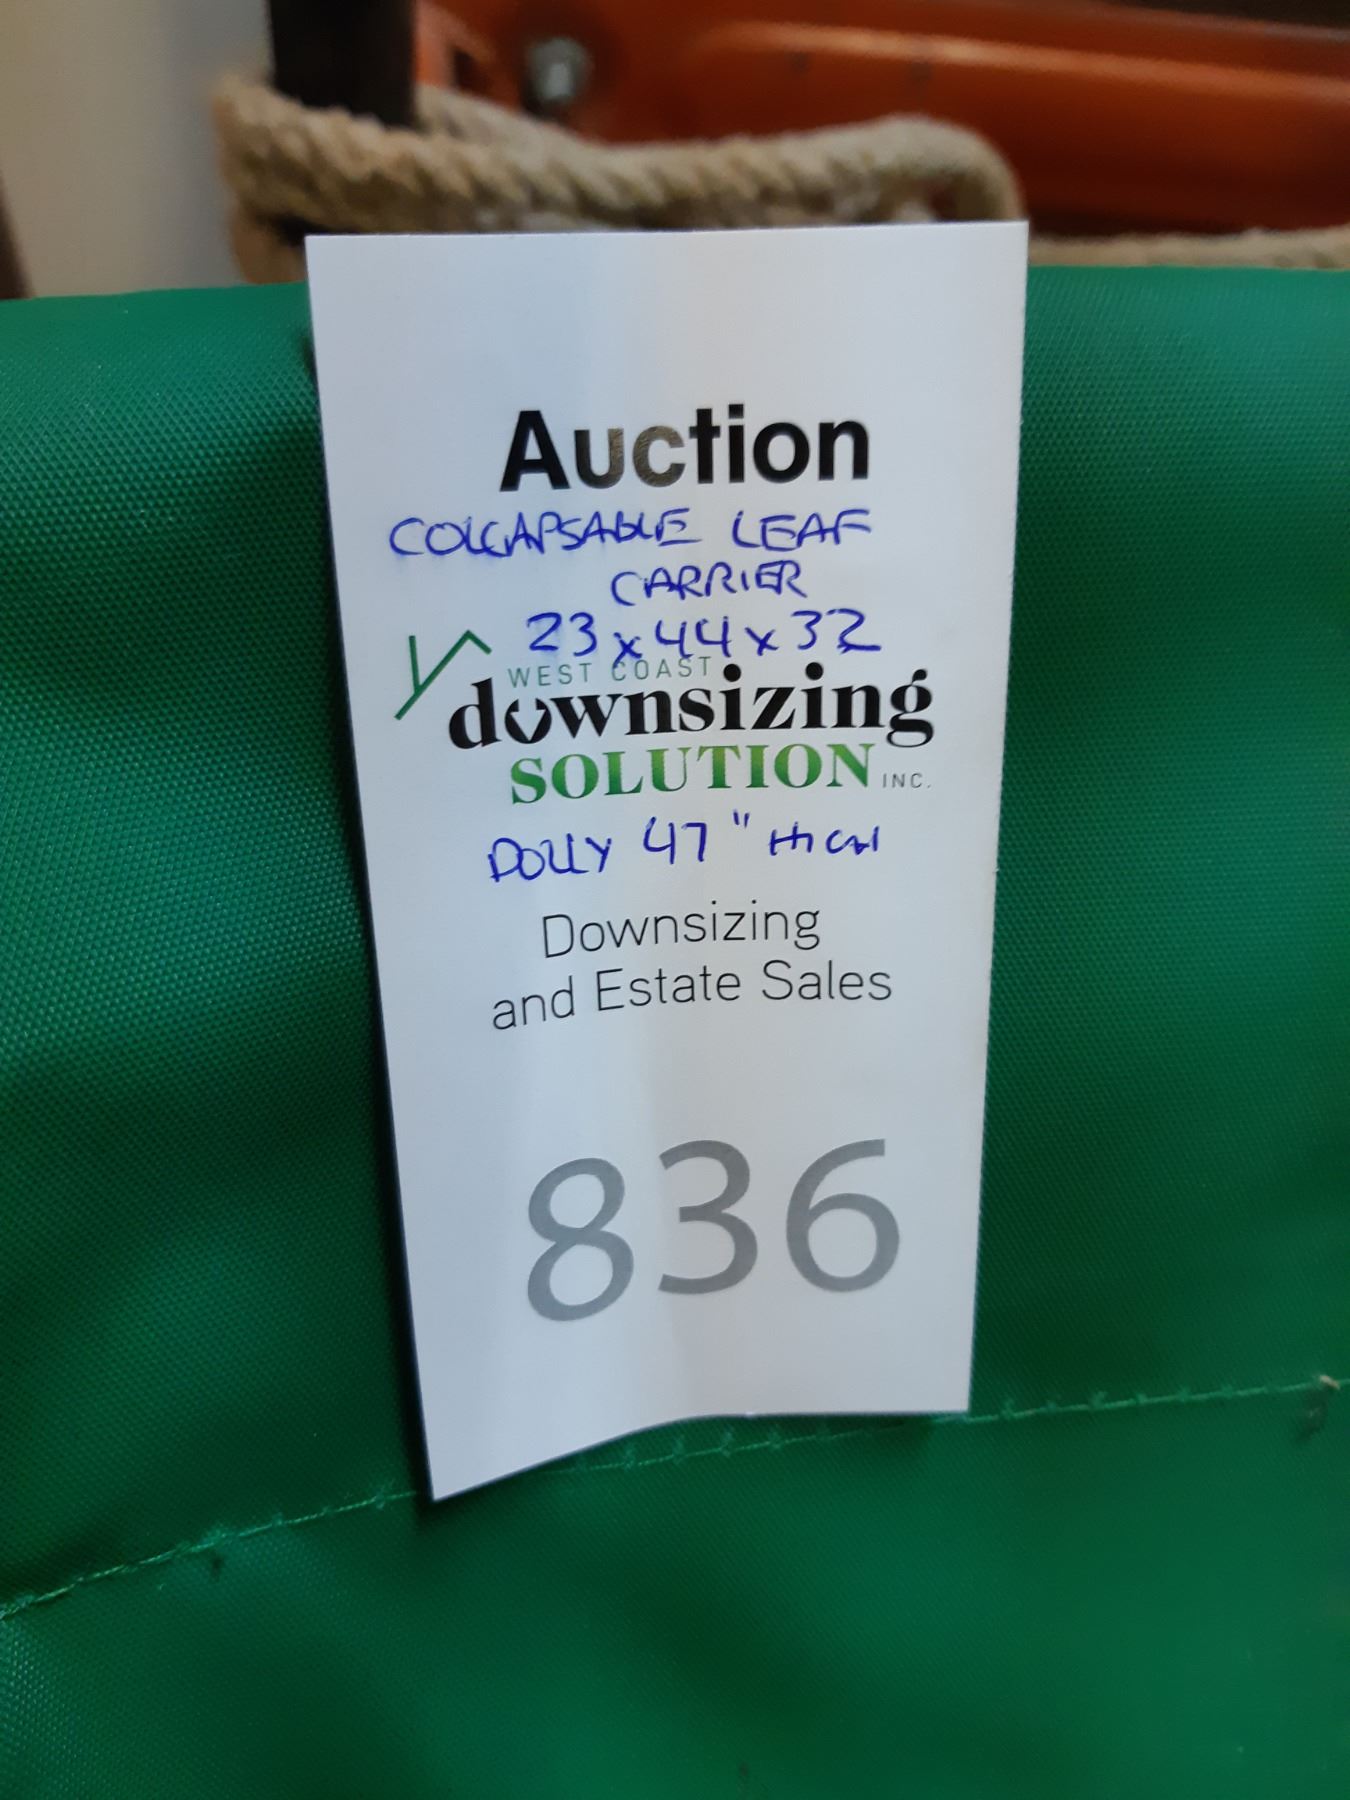 Auction
COLLAPSABLE LEAF
CARRIER
23 x 44 x 32
WEST COAST
downsizing
SOLUTION INC.
DOLLY 47" HIGH
Downsizing
and Estate Sales
836